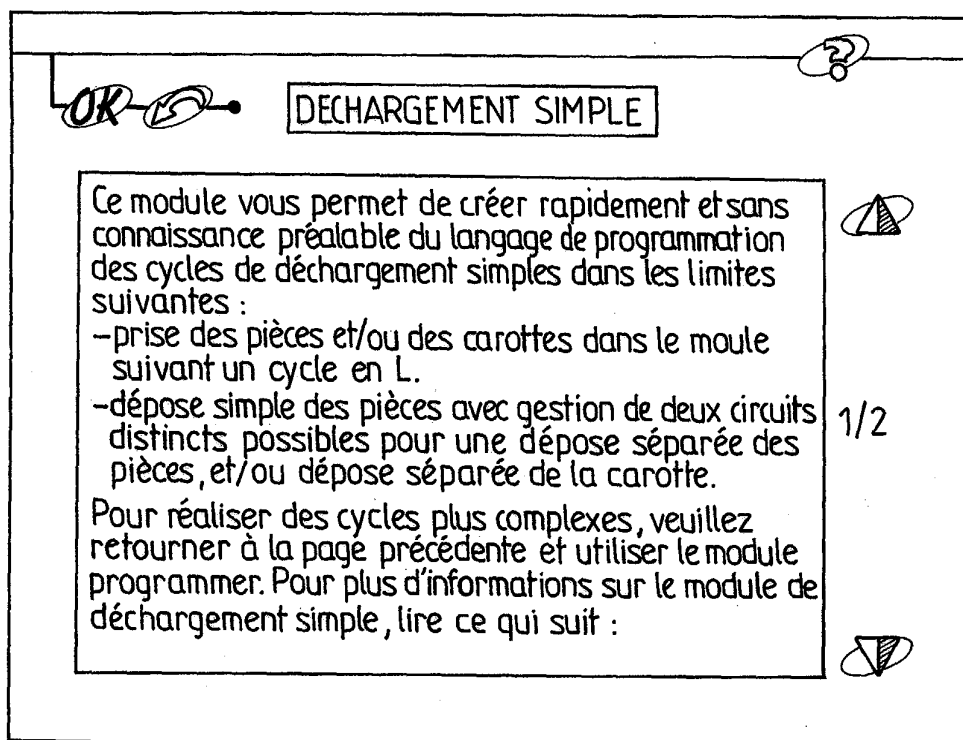 ?
OK
DECHARGEMENT SIMPLE
Ce module vous permet de créer rapidement et sans
connaissance préalable du langage de programmation
des cycles de déchargement simples dans les limites
suivantes :
-prise des pièces et/ou des carottes dans le moule
suivant un cycle en L.
-dépose simple des pièces avec gestion de deux circuits
distincts possibles pour une dépose séparée des
pièces, et/ou dépose séparée de la carotte.
1/2
Pour réaliser des cycles plus complexes, veuillez
retourner à la page précédente et utiliser le module
programmer. Pour plus d'informations sur le module de
déchargement simple, lire ce qui suit :